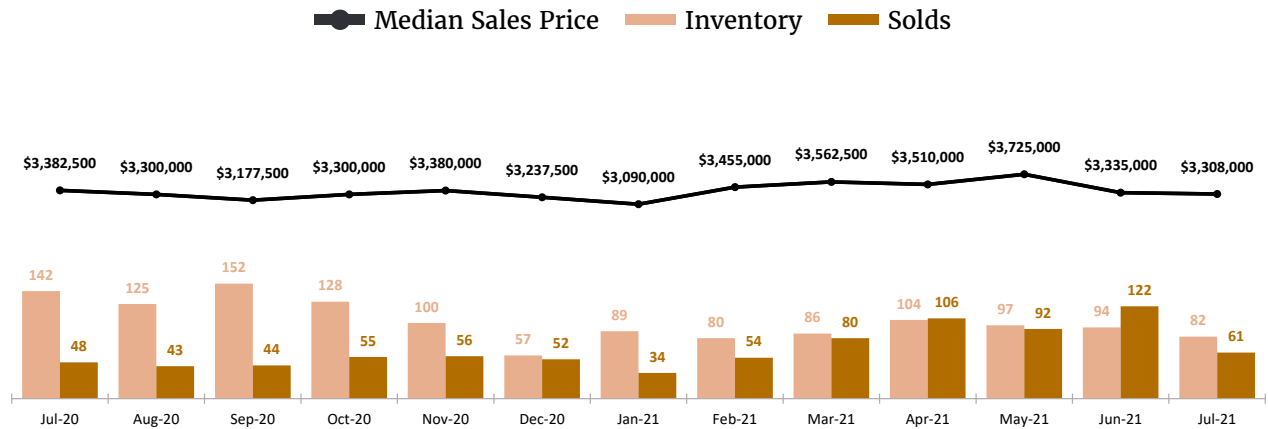 Median Sales Price Inventory Solds
$3,382,500 $3,300,000 $3,177,500 $3,300,000 $3,380,000 $3,237,500 $3,090,000 $3,455,000 $3,562,500 $3,510,000 $3,725,000 $3,335,000 $3,308,000
142 125 152 128 100 57 89 80 86 104 97 94 82
48 43 44 55 56 52 34 54 80 106 92 122 61
Jul-20 Aug-20 Sep-20 Oct-20 Nov-20 Dec-20 Jan-21 Feb-21 Mar-21 Apr-21 May-21 Jun-21 Jul-21